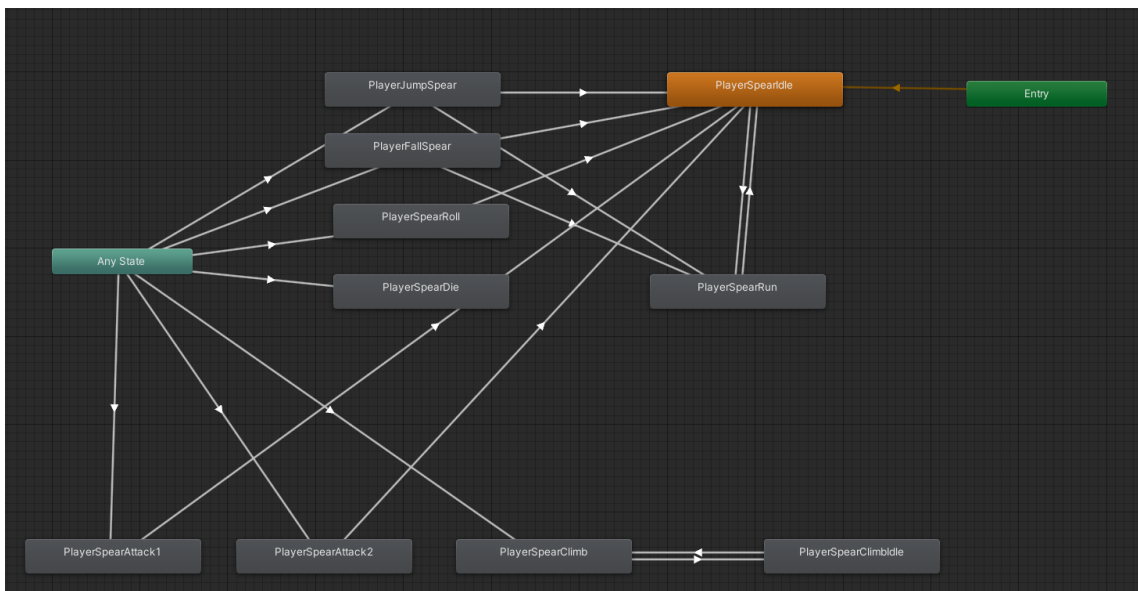 PlayerJumpSpear
PlayerSpearIdle
Entry
PlayerFallSpear
PlayerSpearRoll
Any State
PlayerSpearDie
PlayerSpearRun
PlayerSpearAttack1
PlayerSpearAttack2
PlayerSpearClimb
PlayerSpearClimbIdle